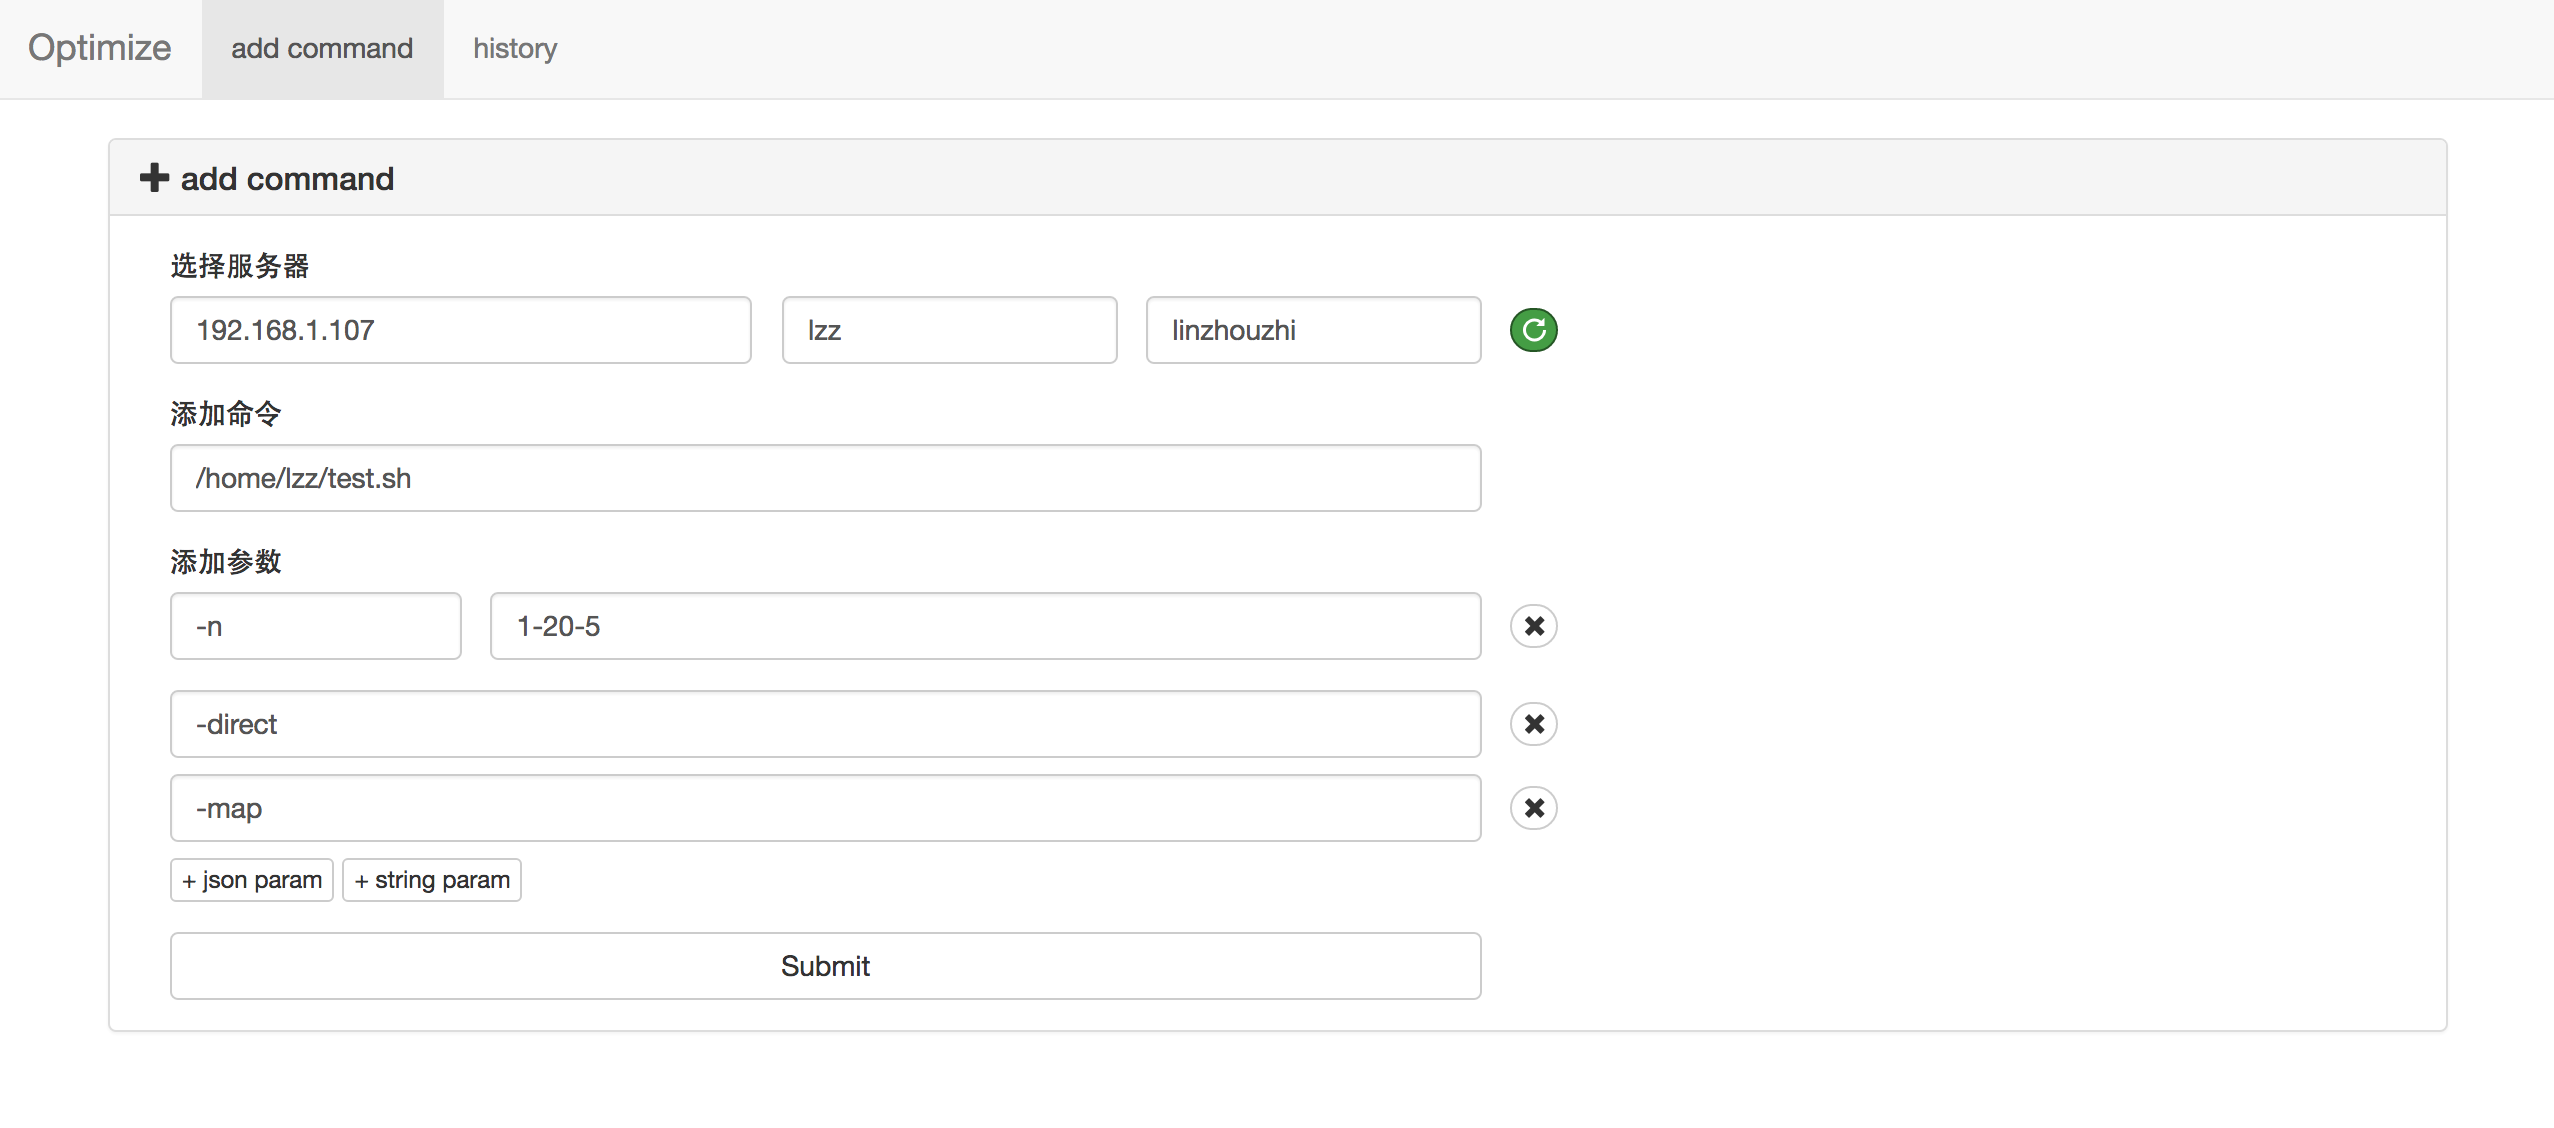 Optimize add command history
add command
选择服务器
192.168.1.107 lzz linzhouzhi
添加命令
/home/lzz/test.sh
添加参数
-n 1-20-5
-direct
-map
+ json param + string param
Submit